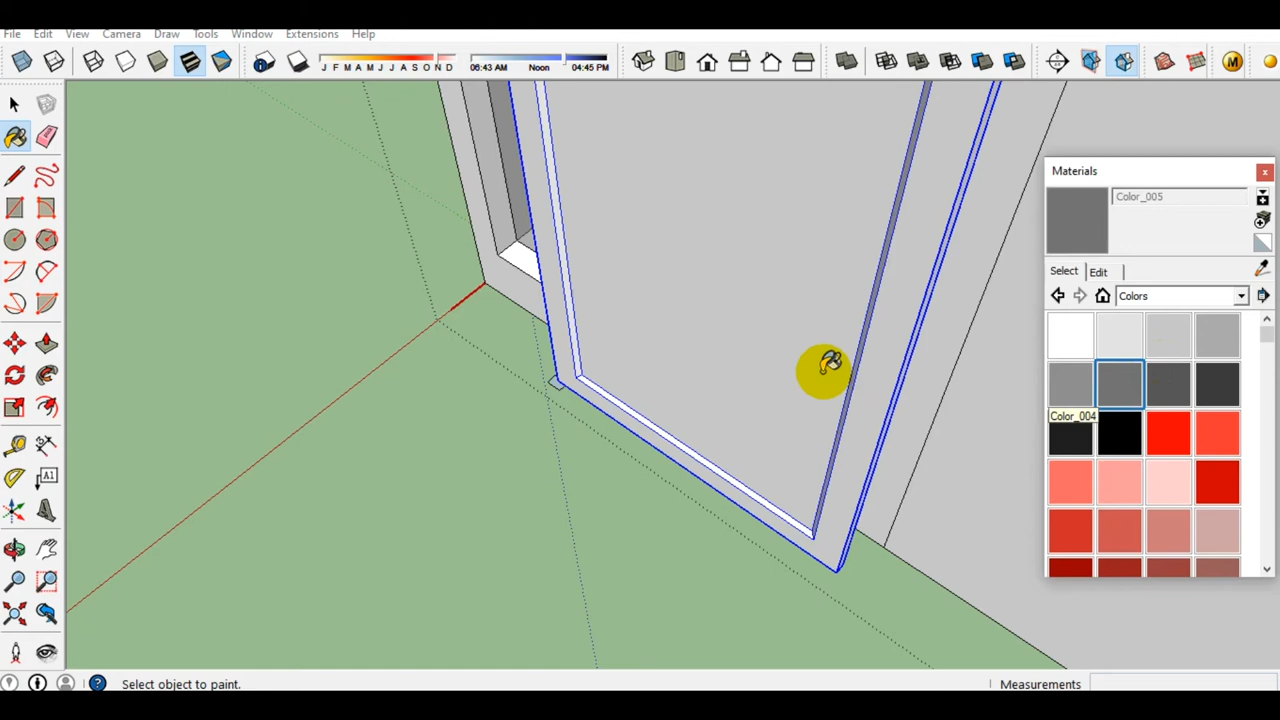 File Edit View Camera Draw Tools Window Extensions Help
J F M A M J J A S O N D 06:43 AM Noon 04:45 PM
M
Materials
Color_005
Select Edit
Colors
Color_004
A1
Select object to paint.
Measurements